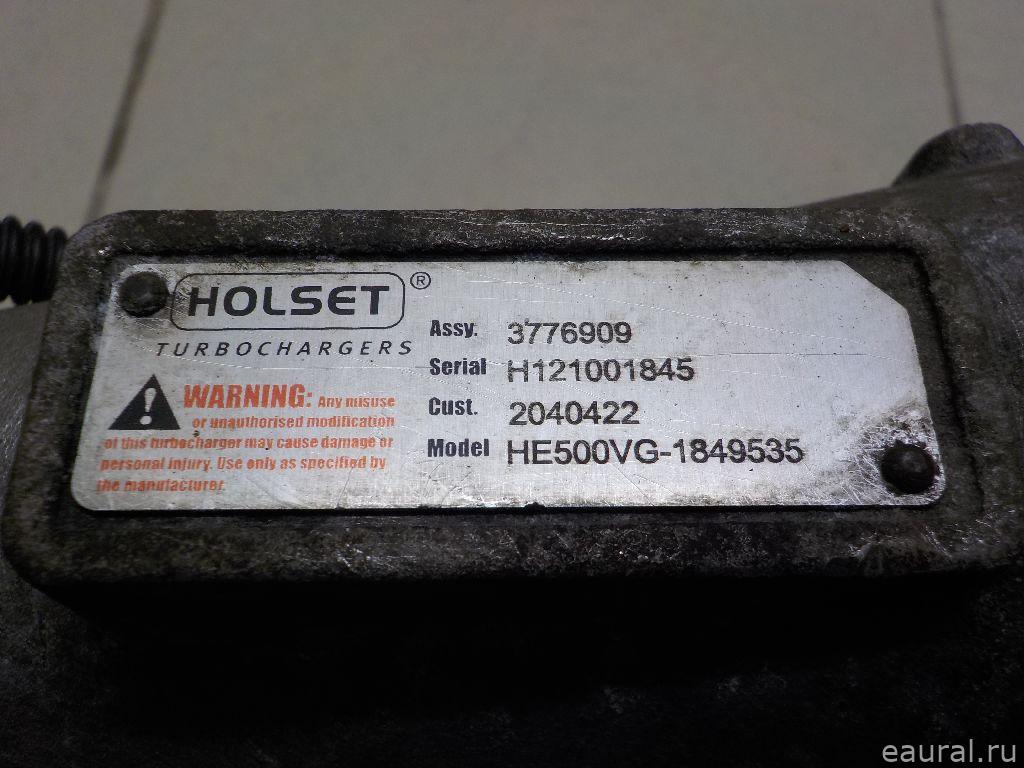 HOLSET ®
TURBOCHARGERS
WARNING: Any misuse
or unauthorised modification
of this turbocharger may cause damage or
personal injury. Use only as specified by
the manufacturer.
Assy. 3776909
Serial H121001845
Cust. 2040422
Model HE500VG-1849535
eaural.ru